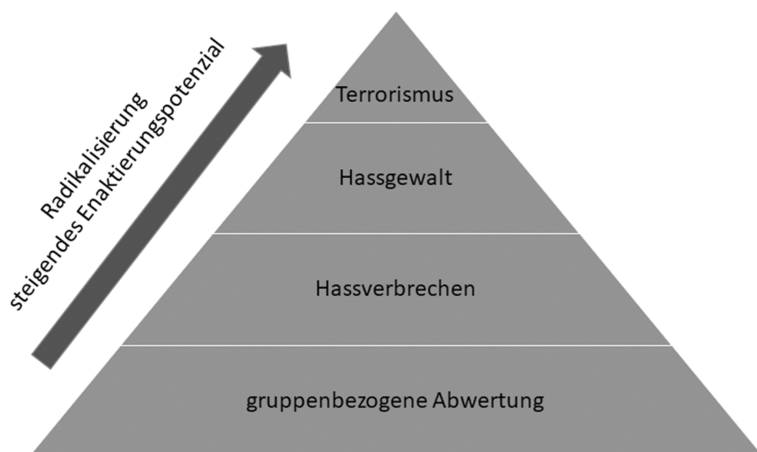 Radikalisierung
steigendes Enaktierungspotenzial
Terrorismus
Hassgewalt
Hassverbrechen
gruppenbezogene Abwertung